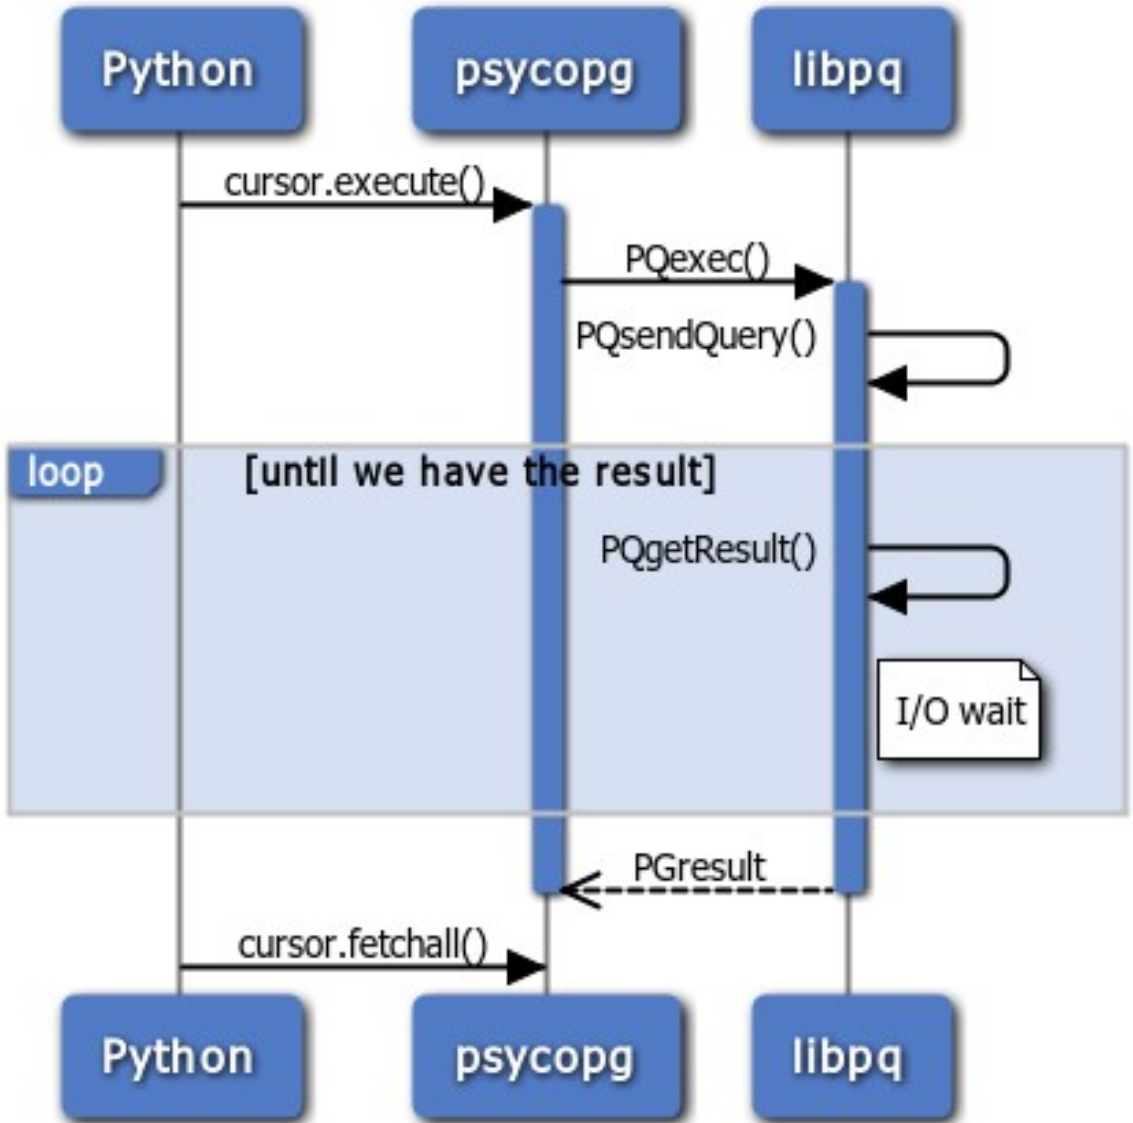 Python psycopg libpq
cursor.execute()
PQexec()
PQsendQuery()
loop [until we have the result]
PQgetResult()
I/O wait
PGresult
cursor.fetchall()
Python psycopg libpq